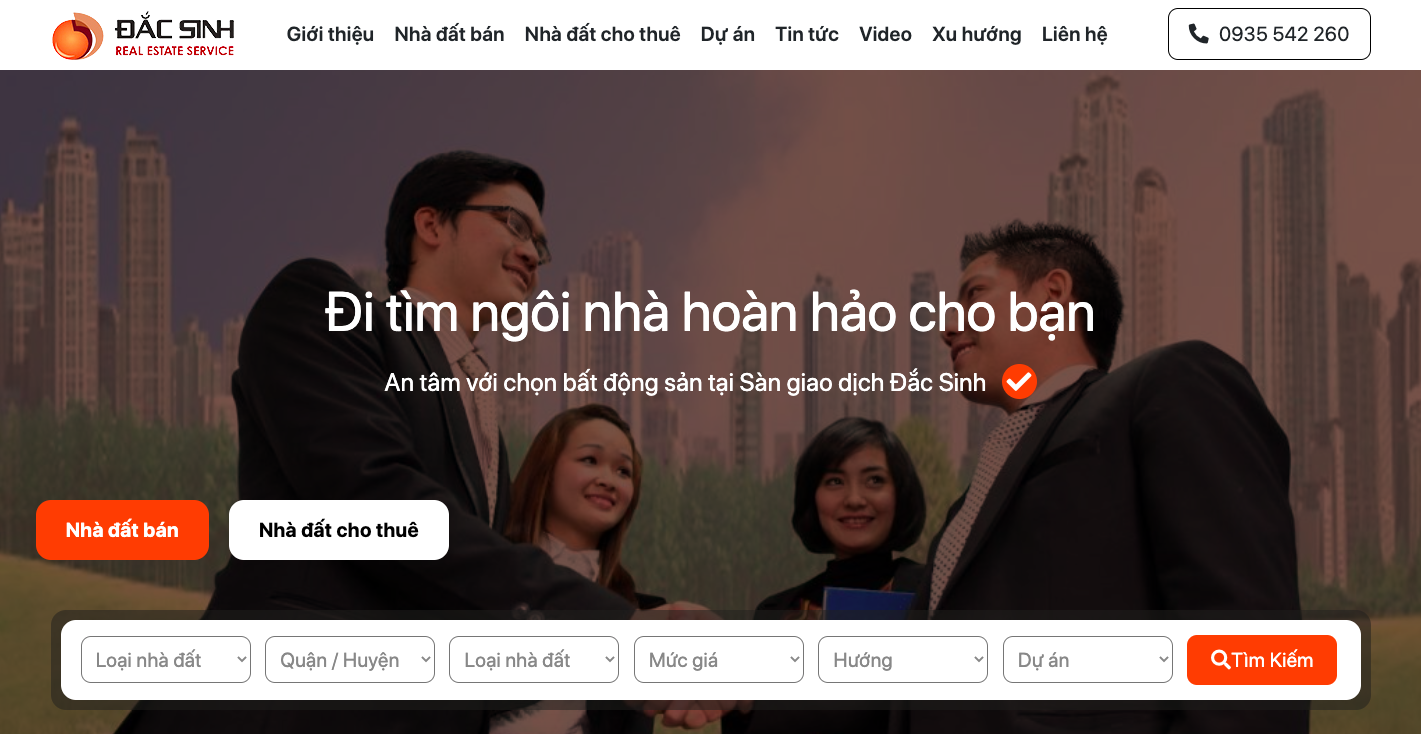 ĐẮC SINH
REAL ESTATE SERVICE
Giới thiệu Nhà đất bán Nhà đất cho thuê Dự án Tin tức Video Xu hướng Liên hệ
0935 542 260
Đi tìm ngôi nhà hoàn hảo cho bạn
An tâm với chọn bất động sản tại Sàn giao dịch Đắc Sinh
Nhà đất bán Nhà đất cho thuê
Loại nhà đất Quận / Huyện Loại nhà đất Mức giá Hướng Dự án Tìm Kiếm